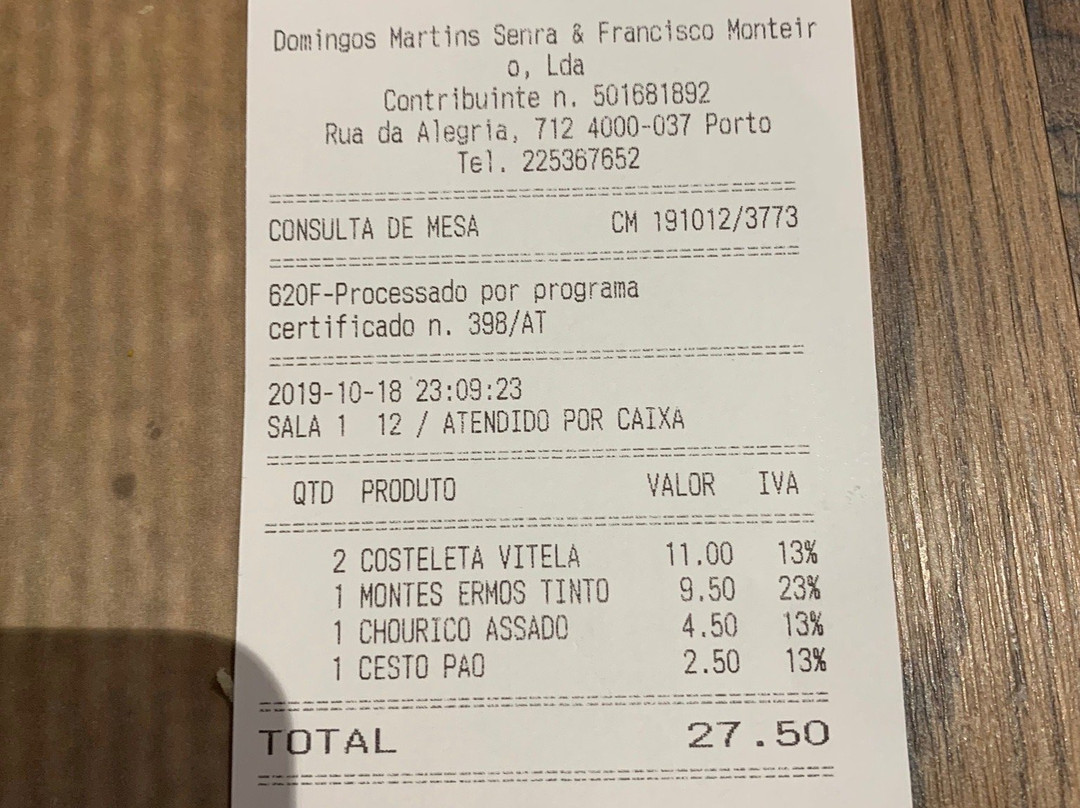 Domingos Martins Senra & Francisco Monteir
o, Lda
Contribuinte n. 501681892
Rua da Alegria, 712 4000-037 Porto
Tel. 225367652
CONSULTA DE MESA CM 191012/3773
620F-Processado por programa
certificado n. 398/AT
2019-10-18 23:09:23
SALA 1 12 / ATENDIDO POR CAIXA
QTD PRODUTO VALOR IVA
2 COSTELETA VITELA 11.00 13%
1 MONTES ERMOS TINTO 9.50 23%
1 CHOURICO ASSADO 4.50 13%
1 CESTO PAO 2.50 13%
TOTAL 27.50